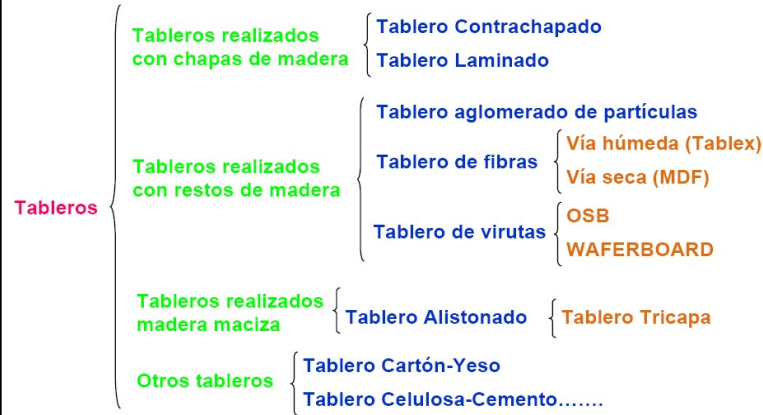 Tableros
Tableros realizados
con chapas de madera
Tablero Contrachapado
Tablero Laminado
Tableros realizados
con restos de madera
Tablero aglomerado de partículas
Tablero de fibras
Vía húmeda (Tablex)
Vía seca (MDF)
Tablero de virutas
OSB
WAFERBOARD
Tableros realizados
madera maciza
Tablero Alistonado
Tablero Tricapa
Otros tableros
Tablero Cartón-Yeso
Tablero Celulosa-Cemento…….